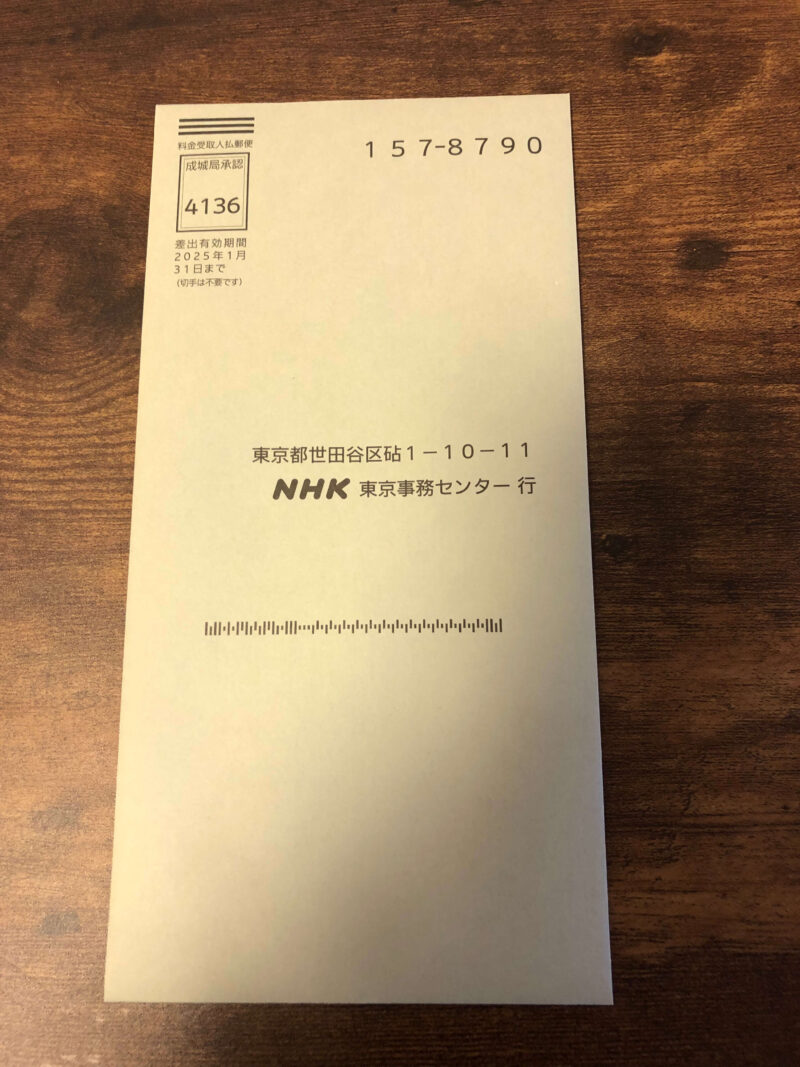 料金受取人払郵便
成城局承認
4136
差出有効期間
2025年1月
31日まで
(切手は不要です)
157-8790
東京都世田谷区砧1-10-11
NHK 東京事務センター 行